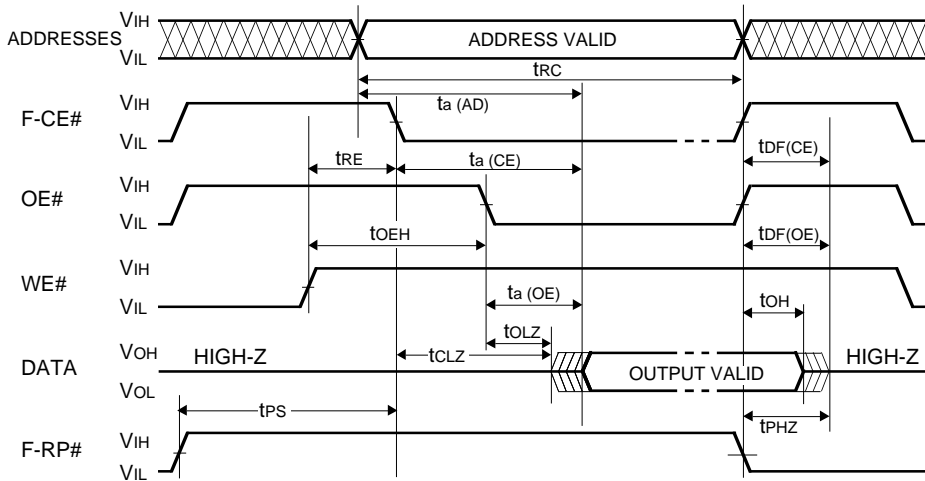 ADDRESSES
VIH
VIL
ADDRESS VALID
tRC
ta (AD)
F-CE#
VIH
VIL
tRE
ta (CE)
tDF(CE)
OE#
VIH
VIL
tOEH
tDF(OE)
WE#
VIH
VIL
ta (OE)
tOH
tOLZ
tCLZ
DATA
VOH
VOL
HIGH-Z
OUTPUT VALID
HIGH-Z
tPS
tPHZ
F-RP#
VIH
VIL